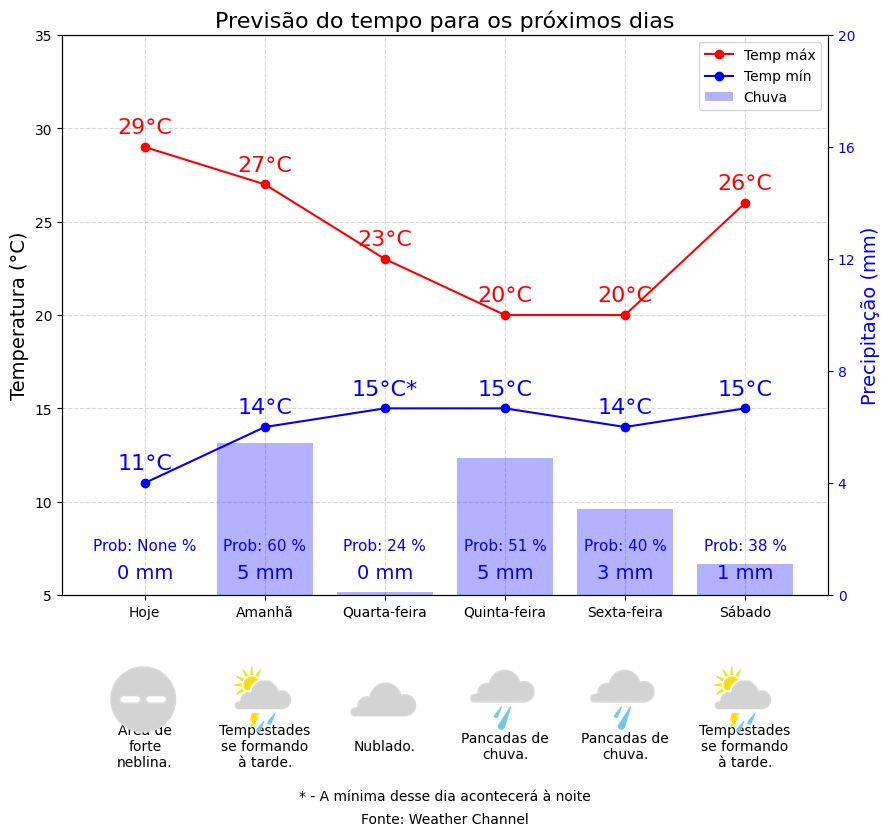 Previsão do tempo para os próximos dias
35
30
25
20
15
10
5
Temperatura (°C)
20
16
12
8
4
0
Precipitação (mm)
Temp máx
Temp mín
Chuva
29°C
27°C
23°C
20°C
20°C
26°C
11°C
14°C
15°C*
15°C
14°C
15°C
Prob: None %
Prob: 60 %
Prob: 24 %
Prob: 51 %
Prob: 40 %
Prob: 38 %
0 mm
5 mm
0 mm
5 mm
3 mm
1 mm
Hoje
Amanhã
Quarta-feira
Quinta-feira
Sexta-feira
Sábado
Área de
forte
neblina.
Tempestades
se formando
à tarde.
Nublado.
Pancadas de
chuva.
Pancadas de
chuva.
Tempestades
se formando
à tarde.
* - A mínima desse dia acontecerá à noite
Fonte: Weather Channel